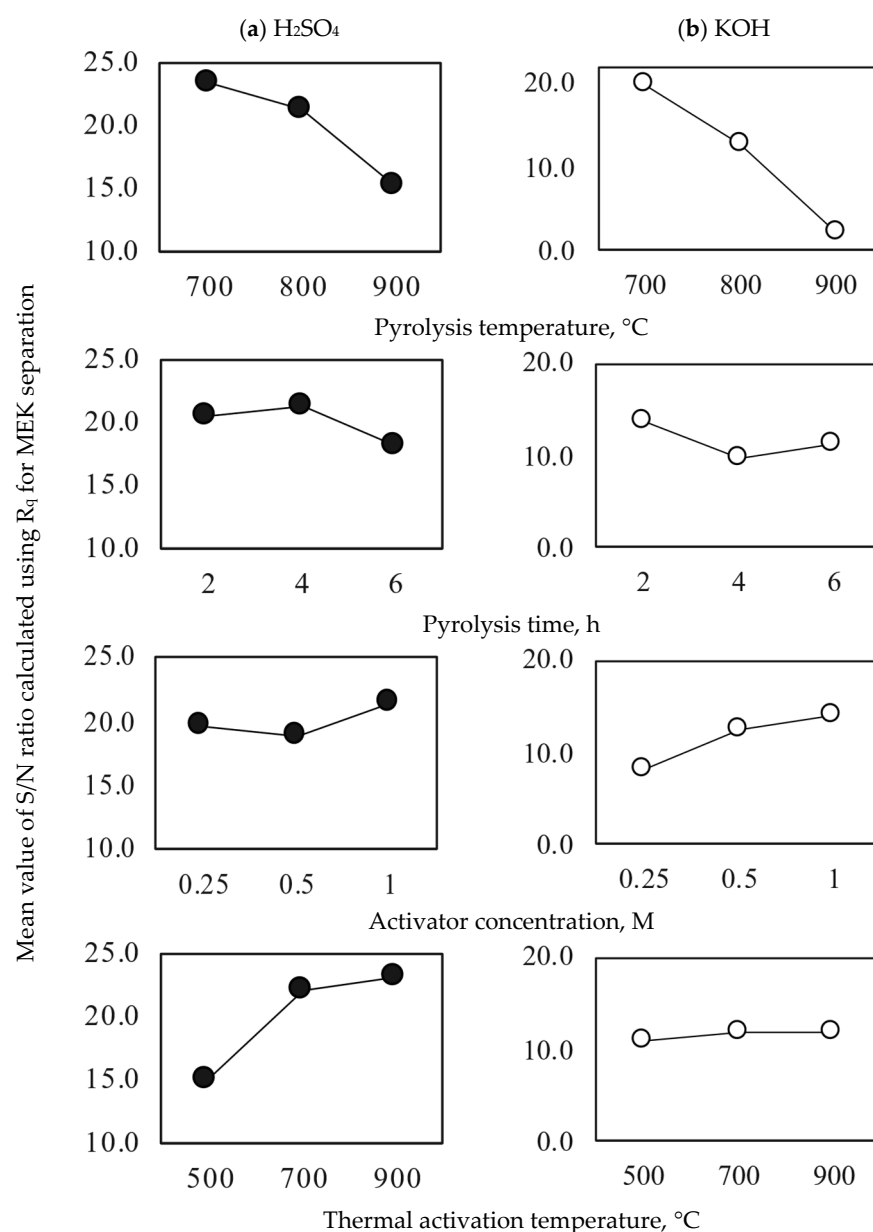 (a) H₂SO₄
(b) KOH
Mean value of S/N ratio calculated using Rq for MEK separation
25.0
20.0
15.0
10.0
700 800 900
20.0
10.0
0.0
700 800 900
Pyrolysis temperature, °C
25.0
20.0
15.0
10.0
2 4 6
20.0
10.0
0.0
2 4 6
Pyrolysis time, h
25.0
20.0
15.0
10.0
0.25 0.5 1
20.0
10.0
0.0
0.25 0.5 1
Activator concentration, M
25.0
20.0
15.0
10.0
500 700 900
20.0
10.0
0.0
500 700 900
Thermal activation temperature, °C